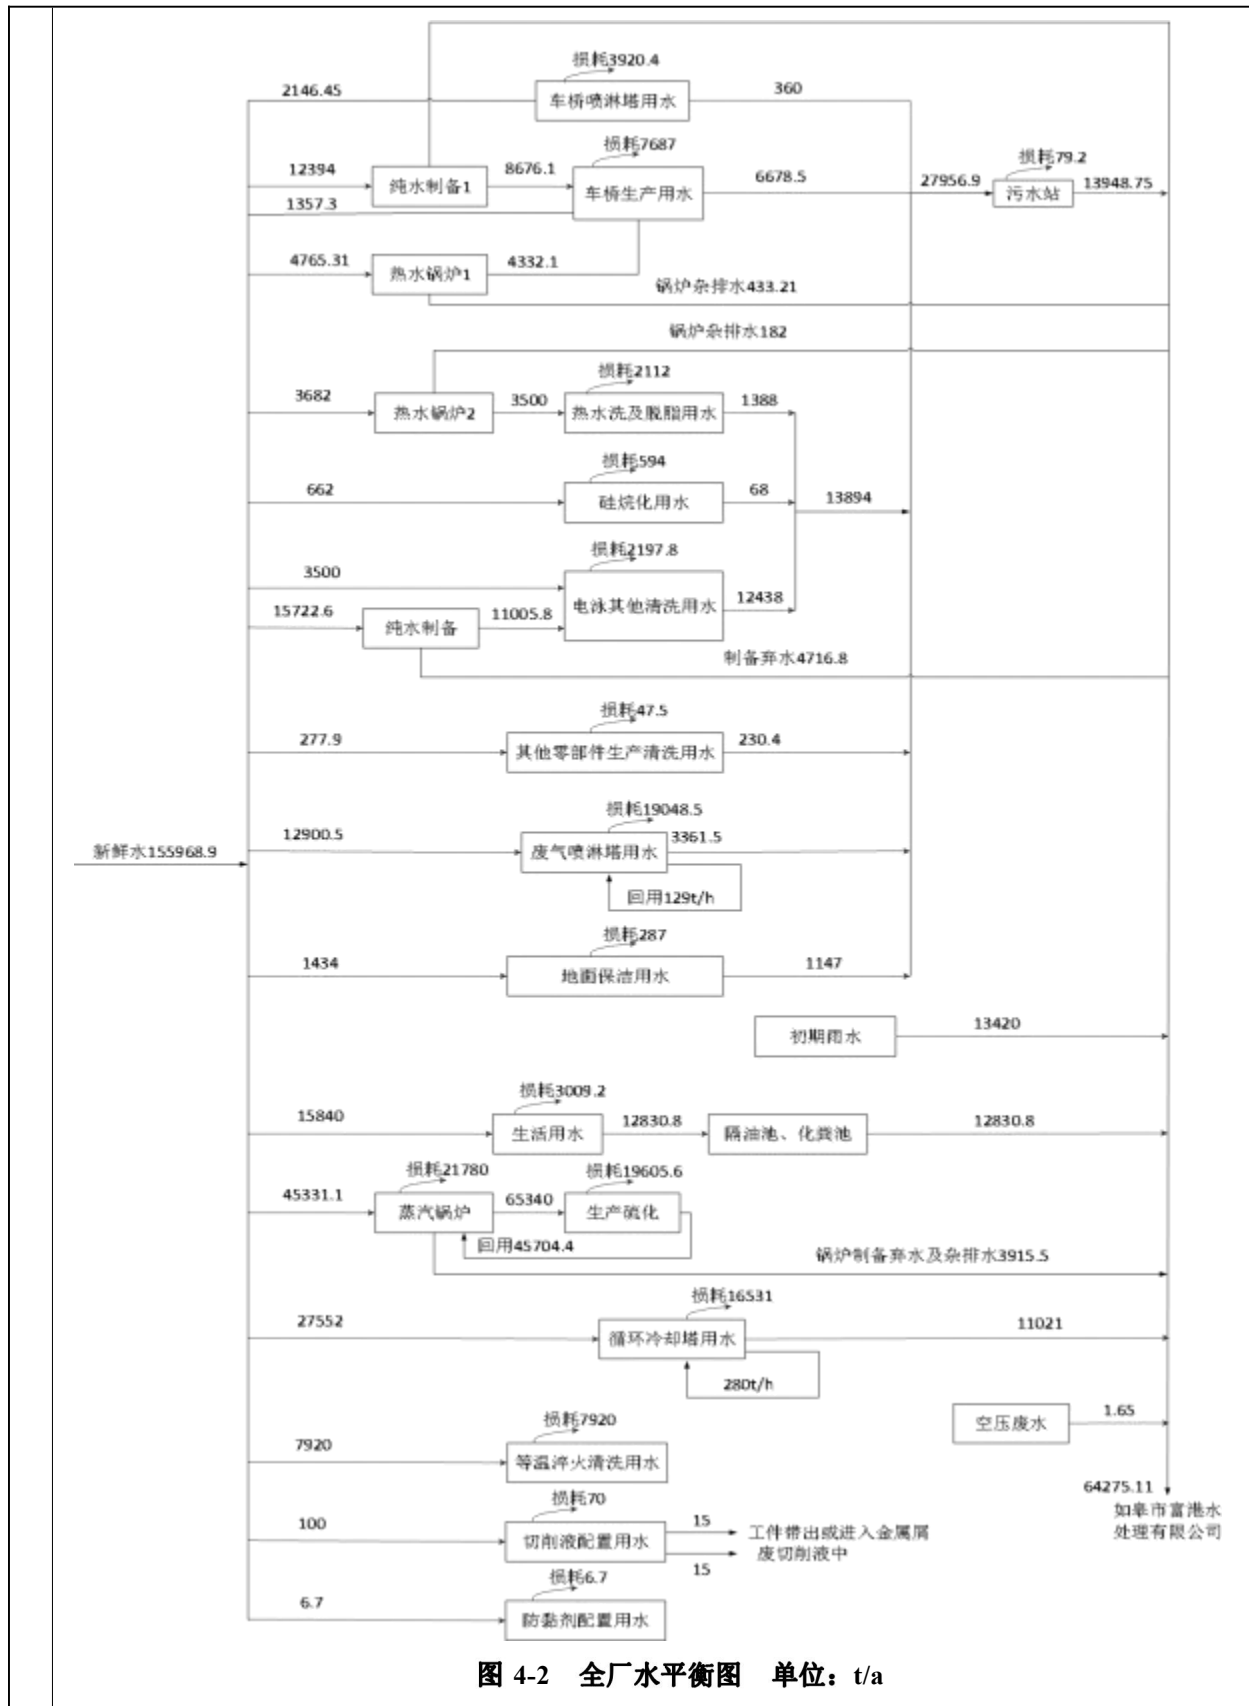 损耗3920.4
2146.45
车桥喷淋塔用水
360
损耗7687
12394
纯水制备1
8676.1
车桥生产用水
6678.5
27956.9
损耗79.2
污水站
13948.75
1357.3
4765.31
热水锅炉1
4332.1
锅炉杂排水433.21
锅炉杂排水182
损耗2112
3682
热水锅炉2
3500
热水洗及脱脂用水
1388
损耗594
662
硅烷化用水
68
13894
损耗2197.8
3500
电泳其他清洗用水
12438
15722.6
纯水制备
11005.8
制备弃水4716.8
损耗47.5
277.9
其他零部件生产清洗用水
230.4
损耗19048.5
新鲜水155968.9
12900.5
废气喷淋塔用水
3361.5
回用129t/h
损耗287
1434
地面保洁用水
1147
初期雨水
13420
损耗3009.2
15840
生活用水
12830.8
隔油池、化粪池
12830.8
损耗21780
损耗19605.6
45331.1
蒸汽锅炉
65340
生产硫化
回用45704.4
锅炉制备弃水及杂排水3915.5
损耗16531
27552
循环冷却塔用水
11021
280t/h
空压废水
1.65
损耗7920
7920
等温淬火清洗用水
64275.11
如皋市富港水
处理有限公司
损耗70
100
切削液配置用水
15
工件带出或进入金属屑
废切削液中
15
损耗6.7
6.7
防黏剂配置用水
图 4-2 全厂水平衡图 单位：t/a